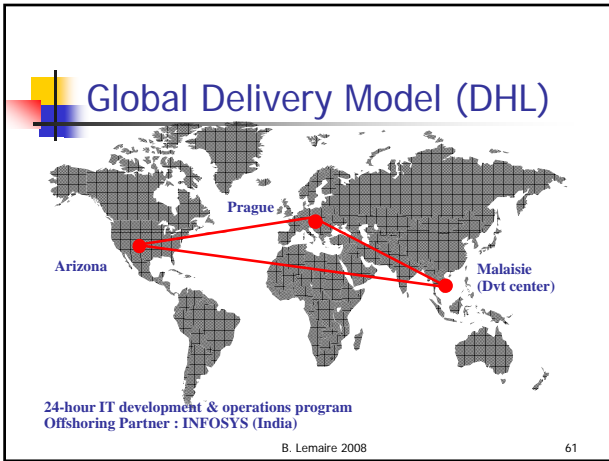 Global Delivery Model (DHL)
Prague
Arizona
Malaisie
(Dvt center)
24-hour IT development & operations program
Offshoring Partner : INFOSYS (India)
B. Lemaire 2008
61